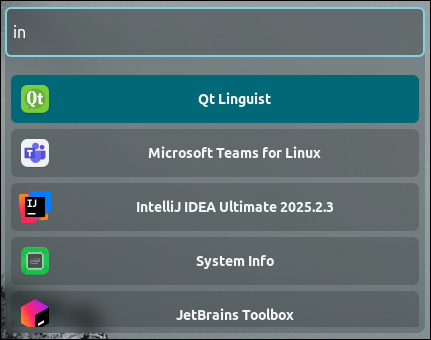 in
Qt Qt Linguist
T Microsoft Teams for Linux
IJ IntelliJ IDEA Ultimate 2025.2.3
System Info
JetBrains Toolbox